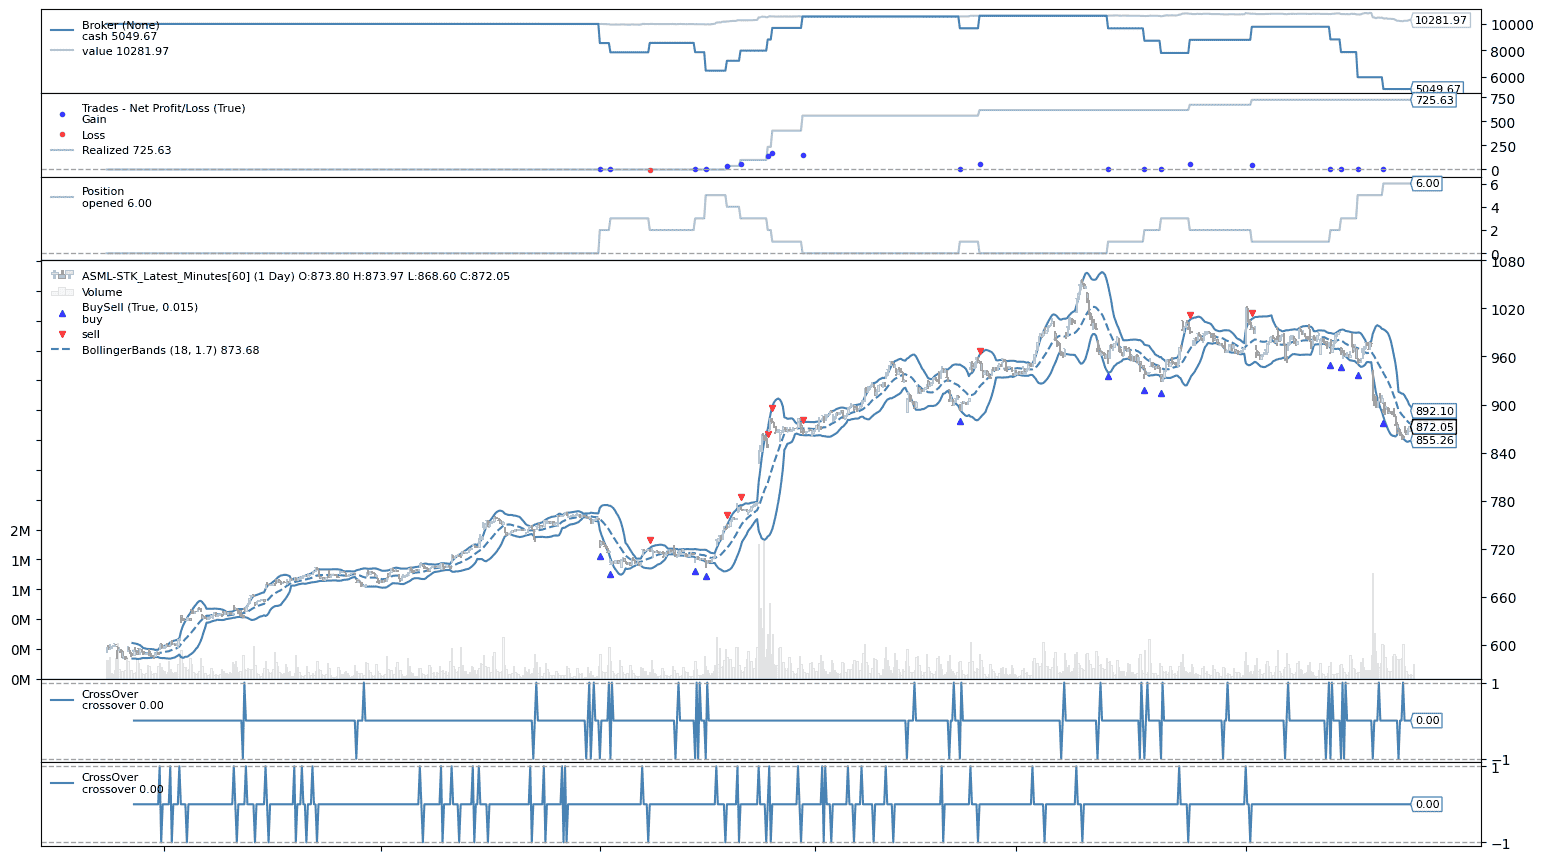 Broker (None)
cash 5049.67
value 10281.97
10281.97
10000
8000
6000
5049.67
Trades - Net Profit/Loss (True)
Gain
Loss
Realized 725.63
750
725.63
500
250
0
Position
opened 6.00
6.00
6
4
2
0
ASML-STK_Latest_Minutes[60] (1 Day) O:873.80 H:873.97 L:868.60 C:872.05
Volume
BuySell (True, 0.015)
buy
sell
BollingerBands (18, 1.7) 873.68
1080
1020
960
900
892.10
872.05
855.26
840
780
720
660
600
2M
1M
1M
0M
0M
0M
CrossOver
crossover 0.00
1
0.00
−1
CrossOver
crossover 0.00
1
0.00
−1